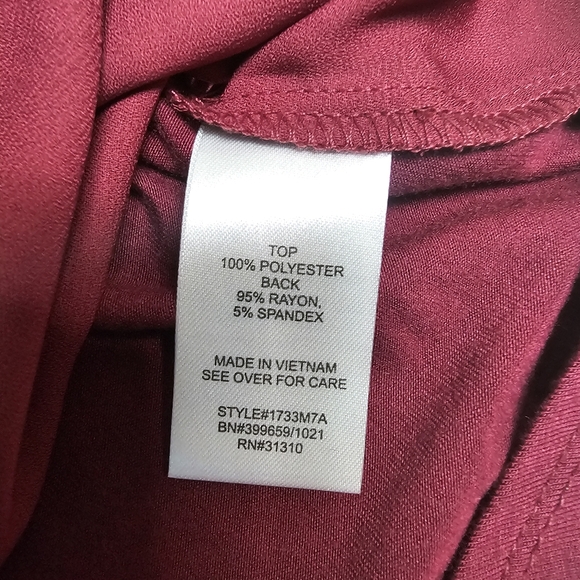 TOP
100% POLYESTER
BACK
95% RAYON,
5% SPANDEX
MADE IN VIETNAM
SEE OVER FOR CARE
STYLE#1733M7A
BN#399659/1021
RN#31310